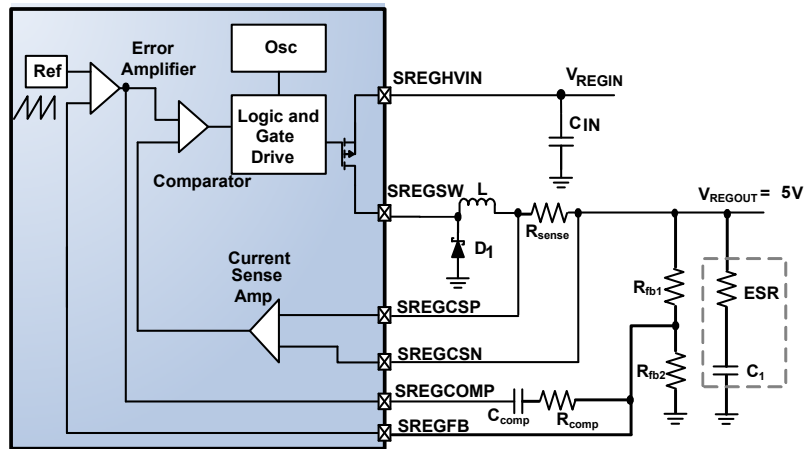 Ref
Error
Amplifier
Osc
Logic and
Gate
Drive
Comparator
Current
Sense
Amp
SREGHVIN
VREGIN
CIN
SREGSW
L
Rsense
D1
VREGOUT = 5V
Rfb1
ESR
SREGCSP
SREGCSN
Rfb2
C1
SREGCOMP
Ccomp
Rcomp
SREGFB